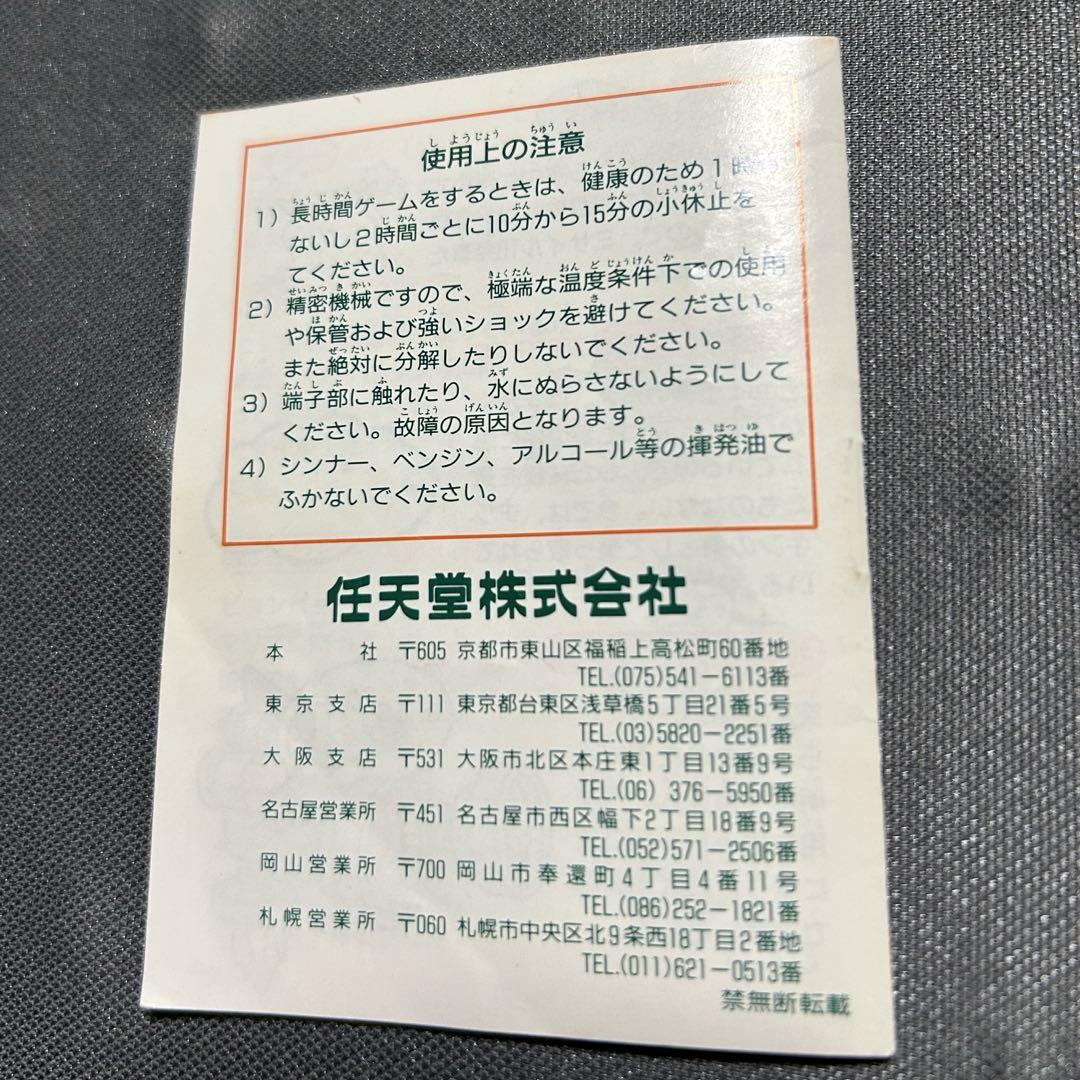 使用上の注意
1) 長時間ゲームをするときは、健康のため1時間
ないし2時間ごとに10分から15分の小休止を
てください。
2) 精密機械ですので、極端な温度条件下での使用
や保管および強いショックを避けてください。
また絶対に分解したりしないでください。
3) 端子部に触れたり、水にぬらさないようにして
ください。故障の原因となります。
4) シンナー、ベンジン、アルコール等の揮発油で
ふかないでください。
任天堂株式会社
本社 〒605 京都市東山区福稲上高松町60番地
TEL.(075)541-6113番
東京支店 〒111 東京都台東区浅草橋5丁目21番5号
TEL.(03)5820-2251番
大阪支店 〒531 大阪市北区本庄東1丁目13番9号
TEL.(06) 376-5950番
名古屋営業所 〒451 名古屋市西区幅下2丁目18番9号
TEL.(052)571-2506番
岡山営業所 〒700 岡山市奉還町4丁目4番11号
TEL.(086)252-1821番
札幌営業所 〒060 札幌市中央区北9条西18丁目2番地
TEL.(011)621-0513番
禁無断転載